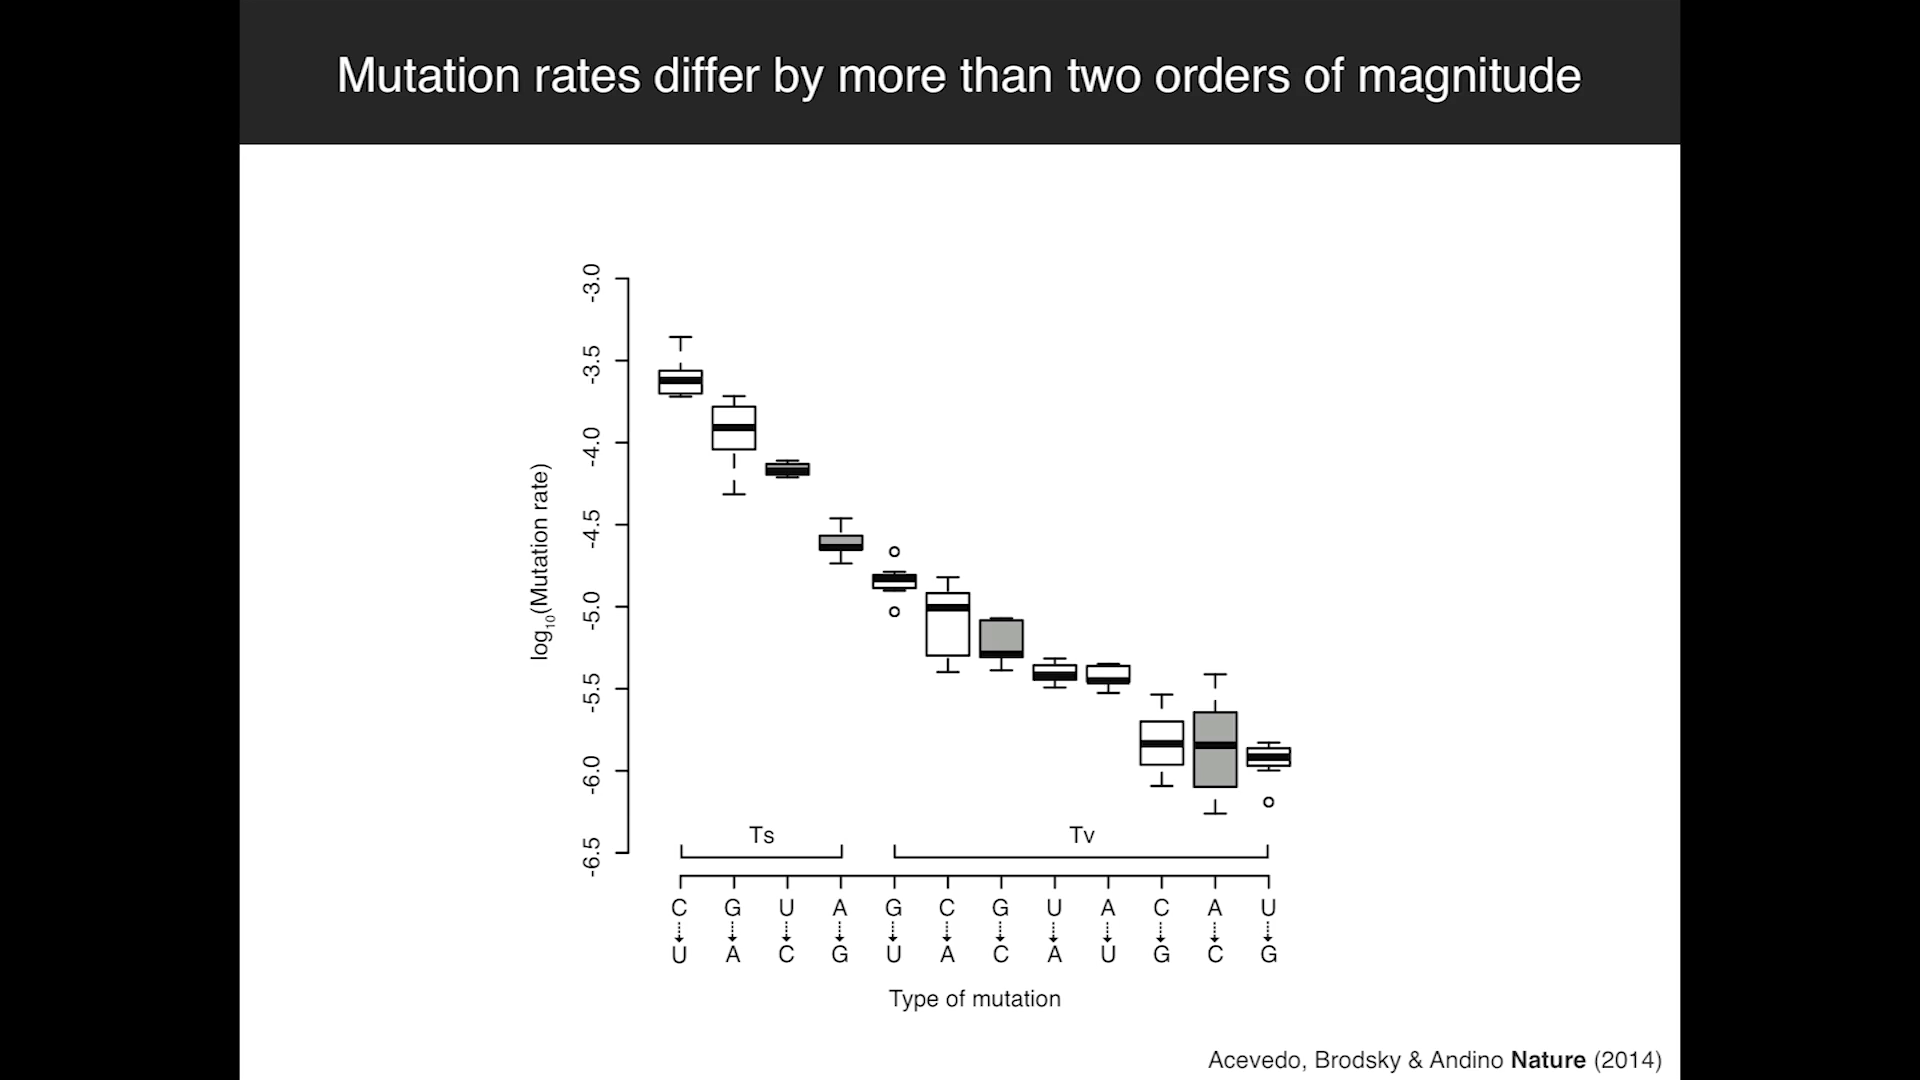 Mutation rates differ by more than two orders of magnitude
-3.0
-3.5
-4.0
-4.5
-5.0
-5.5
-6.0
-6.5
log10(Mutation rate)
Ts Tv
C G U A G C G U A C A U
U A C G U A C A U G C G
Type of mutation
Acevedo, Brodsky & Andino Nature (2014)